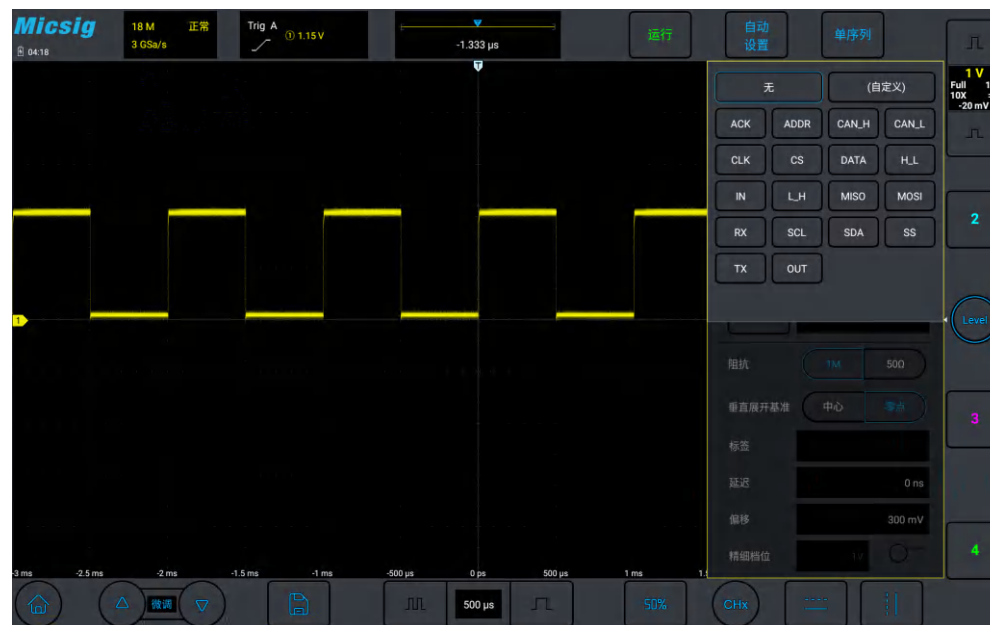 Micsig
18 M 正常
3 GSa/s
Trig A ① 1.15 V
-1.333 µs
运行
自动
设置
单序列
04:18
T
无 (自定义)
ACK ADDR CAN_H CAN_L
CLK CS DATA H_L
IN L_H MISO MOSI
RX SCL SDA SS
TX OUT
1 V
Full 1
10X
-20 mV
2
1
Level
阻抗 1M 50Ω
垂直展开基准 中心 零点
3
标签
延迟 0 ns
偏移 300 mV
精细档位 1V
4
-3 ms -2.5 ms -2 ms -1.5 ms -1 ms -500 µs 0 ps 500 µs 1 ms 1.
微调 500 µs 50% CHx